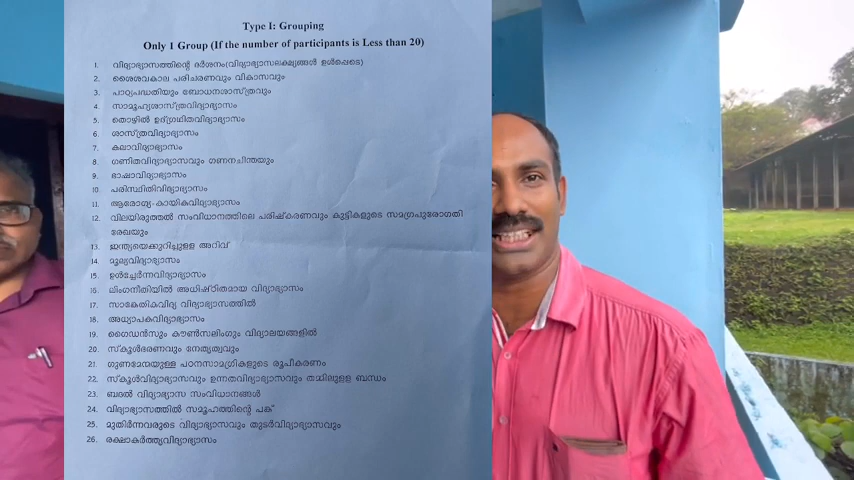 Type I: Grouping
Only 1 Group (If the number of participants is Less than 20)
1. വിദ്യാഭ്യാസത്തിന്റെ ദർശനം(വിദ്യാഭ്യാസലക്ഷ്യങ്ങൾ ഉൾപ്പെടെ)
2. ശൈശവകാല പരിചരണവും വികാസവും
3. പാഠ്യപദ്ധതിയും ബോധനശാസ്ത്രവും
4. സാമൂഹ്യശാസ്ത്രവിദ്യാഭ്യാസം
5. തൊഴിൽ ഉദ്ഗ്രഥിതവിദ്യാഭ്യാസം
6. ശാസ്ത്രവിദ്യാഭ്യാസം
7. കലാവിദ്യാഭ്യാസം
8. ഗണിതവിദ്യാഭ്യാസവും ഗണനചിന്തയും
9. ഭാഷാവിദ്യാഭ്യാസം
10. പരിസ്ഥിതിവിദ്യാഭ്യാസം
11. ആരോഗ്യ-കായികവിദ്യാഭ്യാസം
12. വിലയിരുത്തൽ സംവിധാനത്തിലെ പരിഷ്കരണവും കുട്ടികളുടെ സമഗ്രപുരോഗതി
രേഖയും
13. ഇന്ത്യയെക്കുറിച്ചുളള അറിവ്
14. മൂല്യവിദ്യാഭ്യാസം
15. ഉൾച്ചേർന്നവിദ്യാഭ്യാസം
16. ലിംഗനീതിയിൽ അധിഷ്ഠിതമായ വിദ്യാഭ്യാസം
17. സാങ്കേതികവിദ്യ വിദ്യാഭ്യാസത്തിൽ
18. അധ്യാപകവിദ്യാഭ്യാസം
19. ഗൈഡൻസും കൗൺസലിംഗും വിദ്യാലയങ്ങളിൽ
20. സ്കൂൾഭരണവും നേതൃത്വവും
21. ഗുണമേന്മയുള്ള പഠനസാമഗ്രികളുടെ രൂപീകരണം
22. സ്കൂൾവിദ്യാഭ്യാസവും ഉന്നതവിദ്യാഭ്യാസവും തമ്മിലുളള ബന്ധം
23. ബദൽ വിദ്യാഭ്യാസ സംവിധാനങ്ങൾ
24. വിദ്യാഭ്യാസത്തിൽ സമൂഹത്തിന്റെ പങ്ക്
25. മുതിർന്നവരുടെ വിദ്യാഭ്യാസവും തുടർവിദ്യാഭ്യാസവും
26. രക്ഷാകർത്തൃവിദ്യാഭ്യാസം